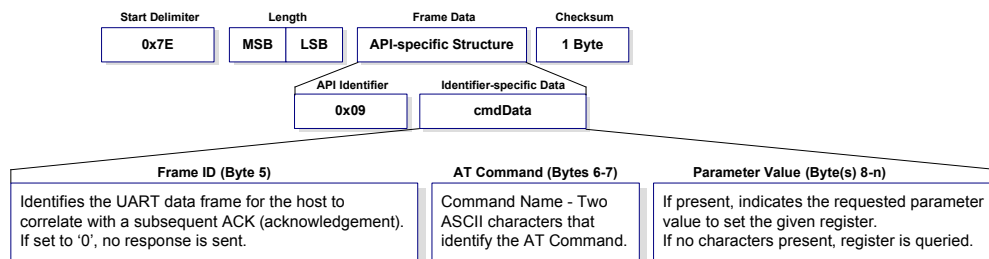 Start Delimiter
Length
Frame Data
Checksum
0x7E
MSB
LSB
API-specific Structure
1 Byte
API Identifier
Identifier-specific Data
0x09
cmdData
Frame ID (Byte 5)
Identifies the UART data frame for the host to
correlate with a subsequent ACK (acknowledgement).
If set to ‘0’, no response is sent.
AT Command (Bytes 6-7)
Command Name - Two
ASCII characters that
identify the AT Command.
Parameter Value (Byte(s) 8-n)
If present, indicates the requested parameter
value to set the given register.
If no characters present, register is queried.